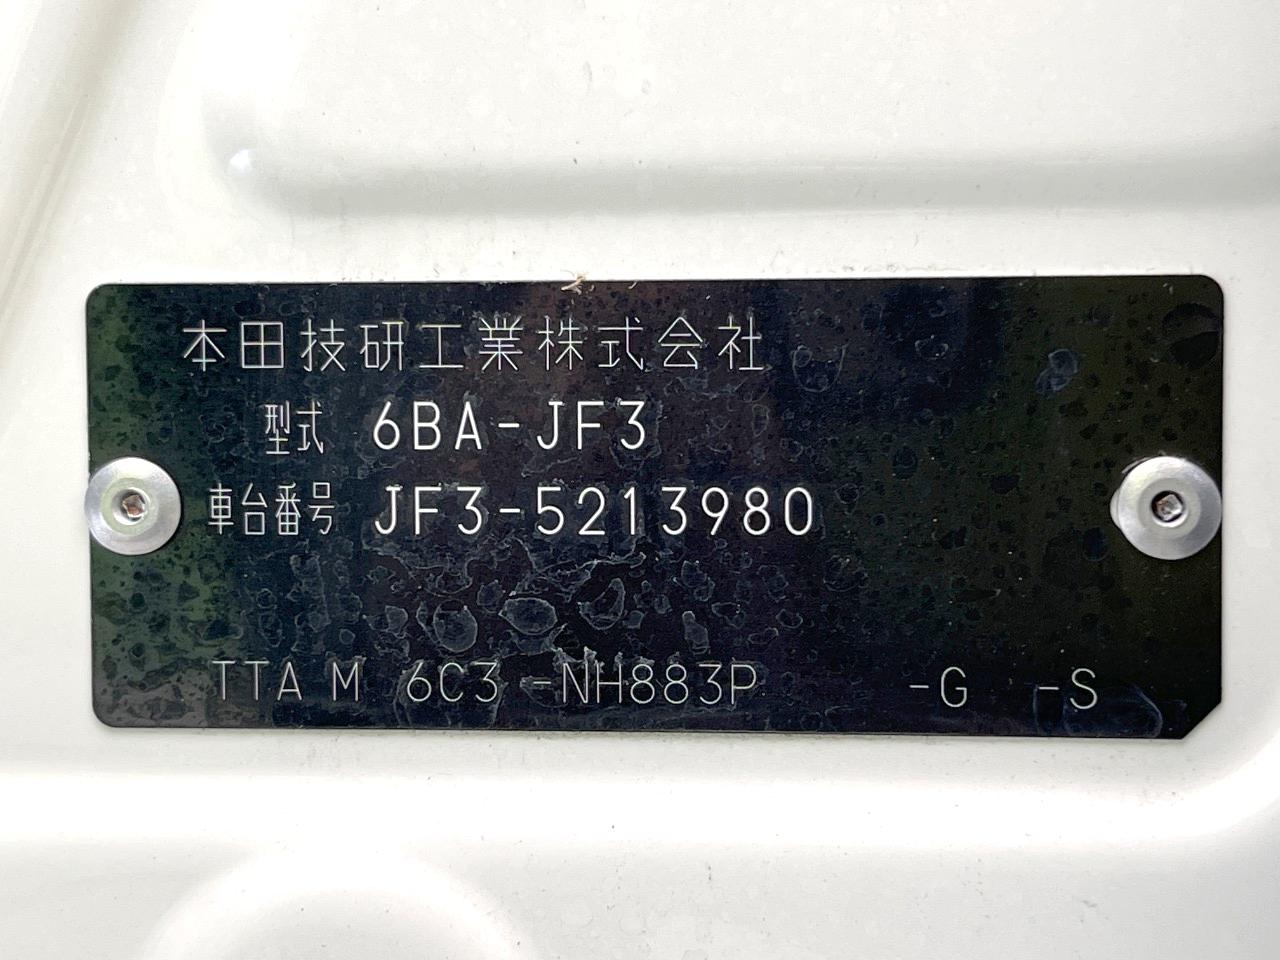 本田技研工業株式会社
型式 6BA-JF3
車台番号 JF3-5213980
TTA M 6C3 -NH883P -G -S